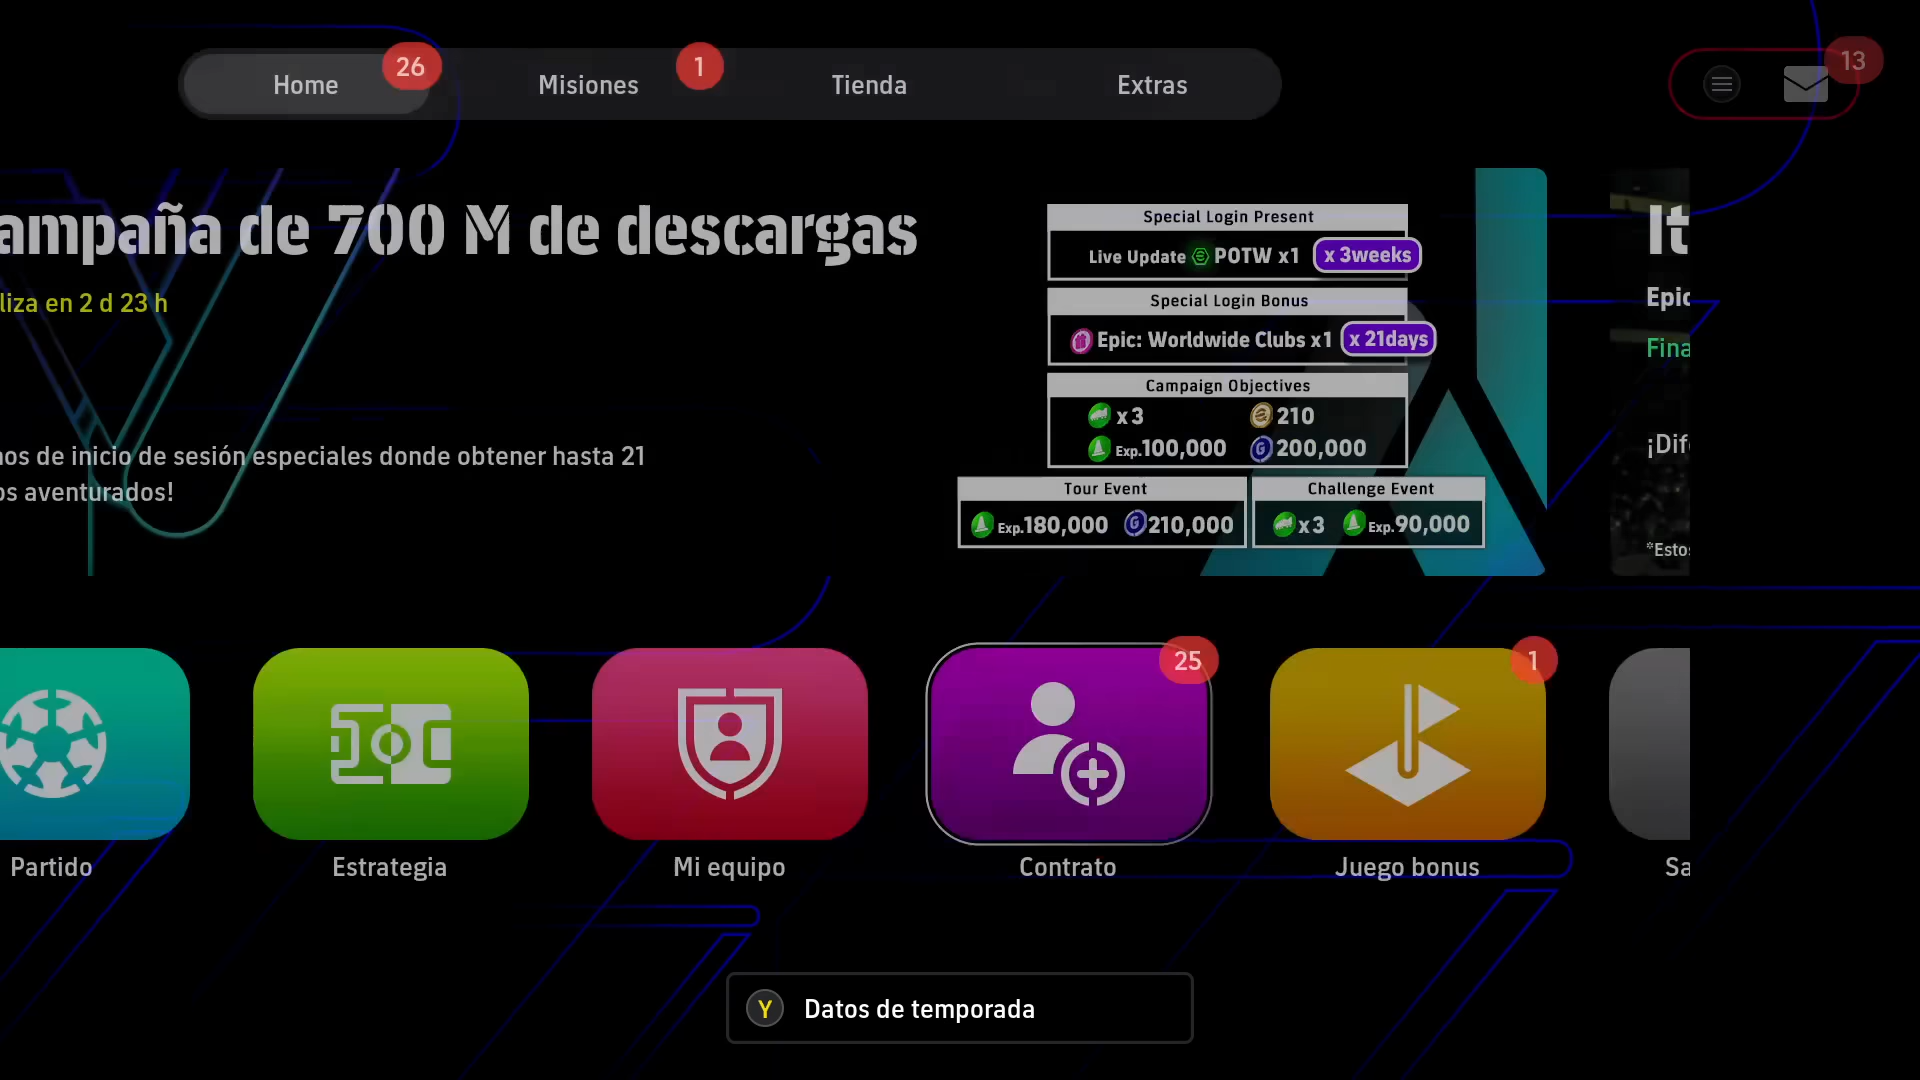 Home
26
Misiones
1
Tienda
Extras
13
ampaña de 700 M de descargas
liza en 2 d 23 h
os de inicio de sesión especiales donde obtener hasta 21
os aventurados!
Special Login Present
Live Update POTW x1 x 3weeks
Special Login Bonus
Epic: Worldwide Clubs x1 x 21days
Campaign Objectives
x3 210
Exp.100,000 G 200,000
Tour Event
Exp.180,000 G 210,000
Challenge Event
x3 Exp.90,000
It
Epic
Fina
¡Dif
*Estos
Partido
Estrategia
Mi equipo
25
Contrato
1
Juego bonus
Sa
Y Datos de temporada